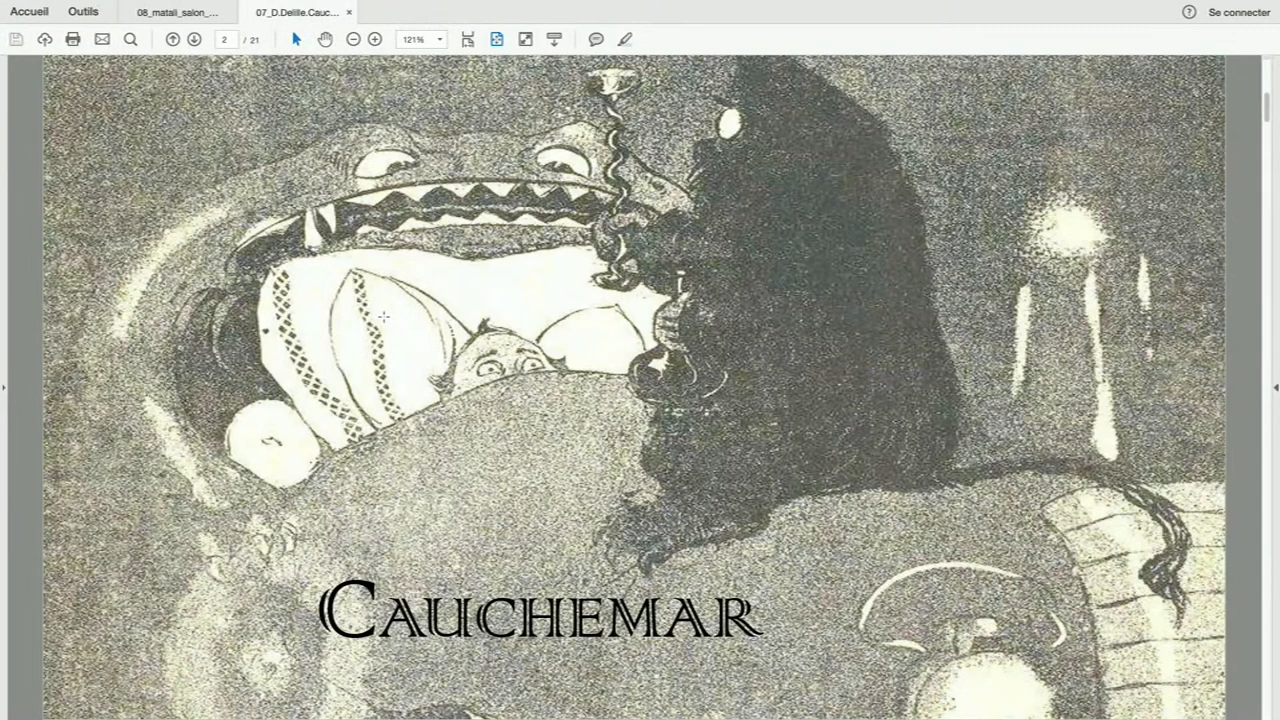 Accueil Outils 08_matali_salon_... 07_D.Delille.Cauc... ×
? Se connecter
2 / 21 121%
CAUCHEMAR